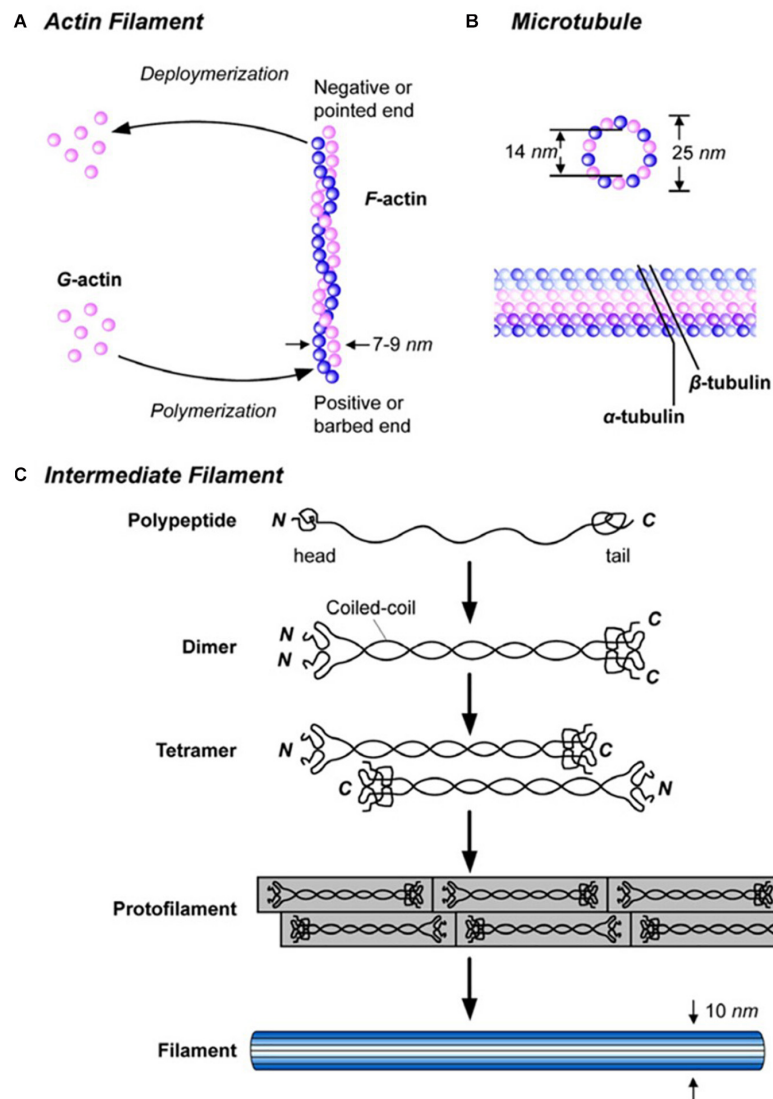 A Actin Filament
Deploymerization
Negative or
pointed end
F-actin
G-actin
7-9 nm
Polymerization
Positive or
barbed end
B Microtubule
14 nm
25 nm
β-tubulin
α-tubulin
C Intermediate Filament
Polypeptide N C
head tail
Coiled-coil
Dimer N C
N C
Tetramer N C
C N
Protofilament
10 nm
Filament